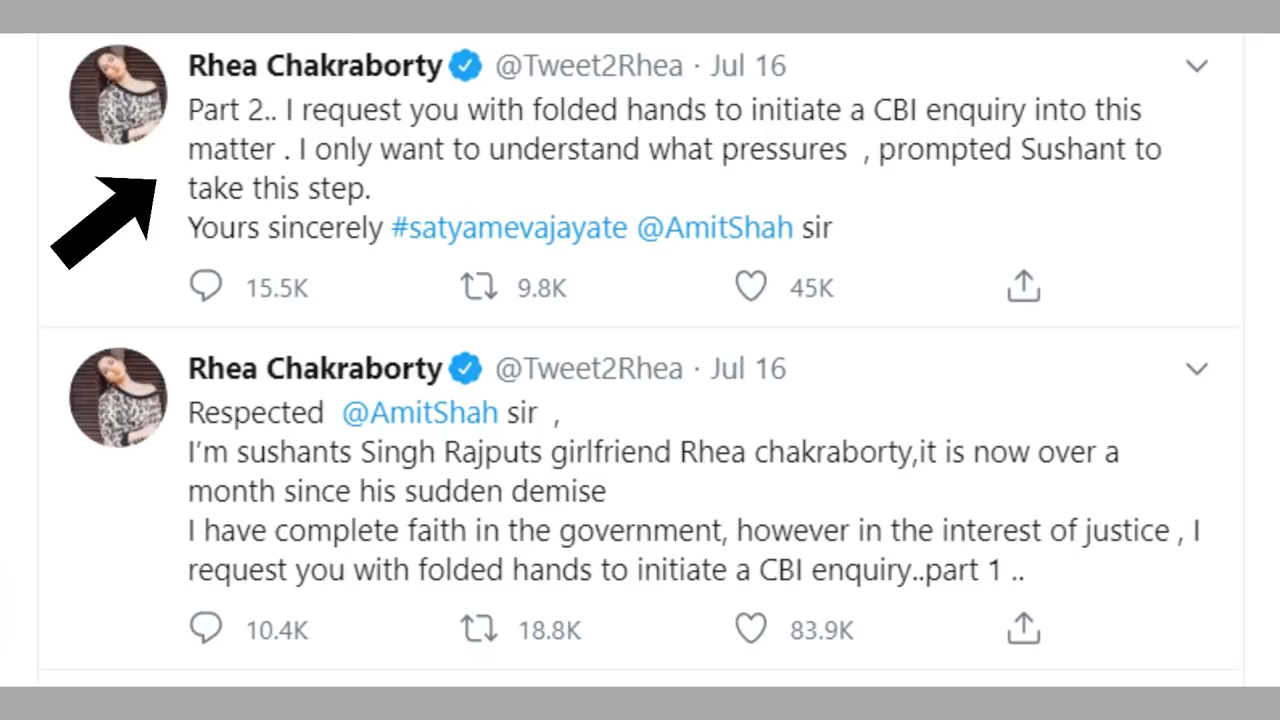 Rhea Chakraborty @Tweet2Rhea · Jul 16
Part 2.. I request you with folded hands to initiate a CBI enquiry into this
matter . I only want to understand what pressures  , prompted Sushant to
take this step.
Yours sincerely #satyamevajayate @AmitShah sir
15.5K 9.8K 45K
Rhea Chakraborty @Tweet2Rhea · Jul 16
Respected  @AmitShah sir  ,
I’m sushants Singh Rajputs girlfriend Rhea chakraborty,it is now over a
month since his sudden demise
I have complete faith in the government, however in the interest of justice , I
request you with folded hands to initiate a CBI enquiry..part 1 ..
10.4K 18.8K 83.9K